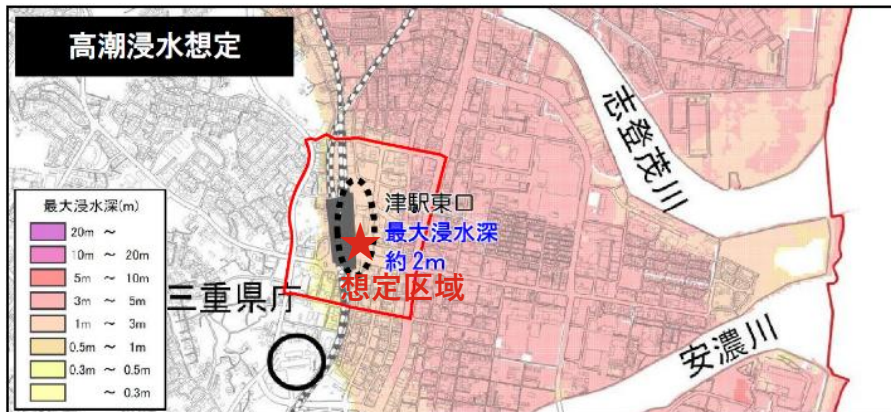 高潮浸水想定
志登茂川
津駅東口
最大浸水深
約2m
想定区域
三重県庁
安濃川
最大浸水深(m)
20m ～
10m ～ 20m
5m ～ 10m
3m ～ 5m
1m ～ 3m
0.5m ～ 1m
0.3m ～ 0.5m
～ 0.3m